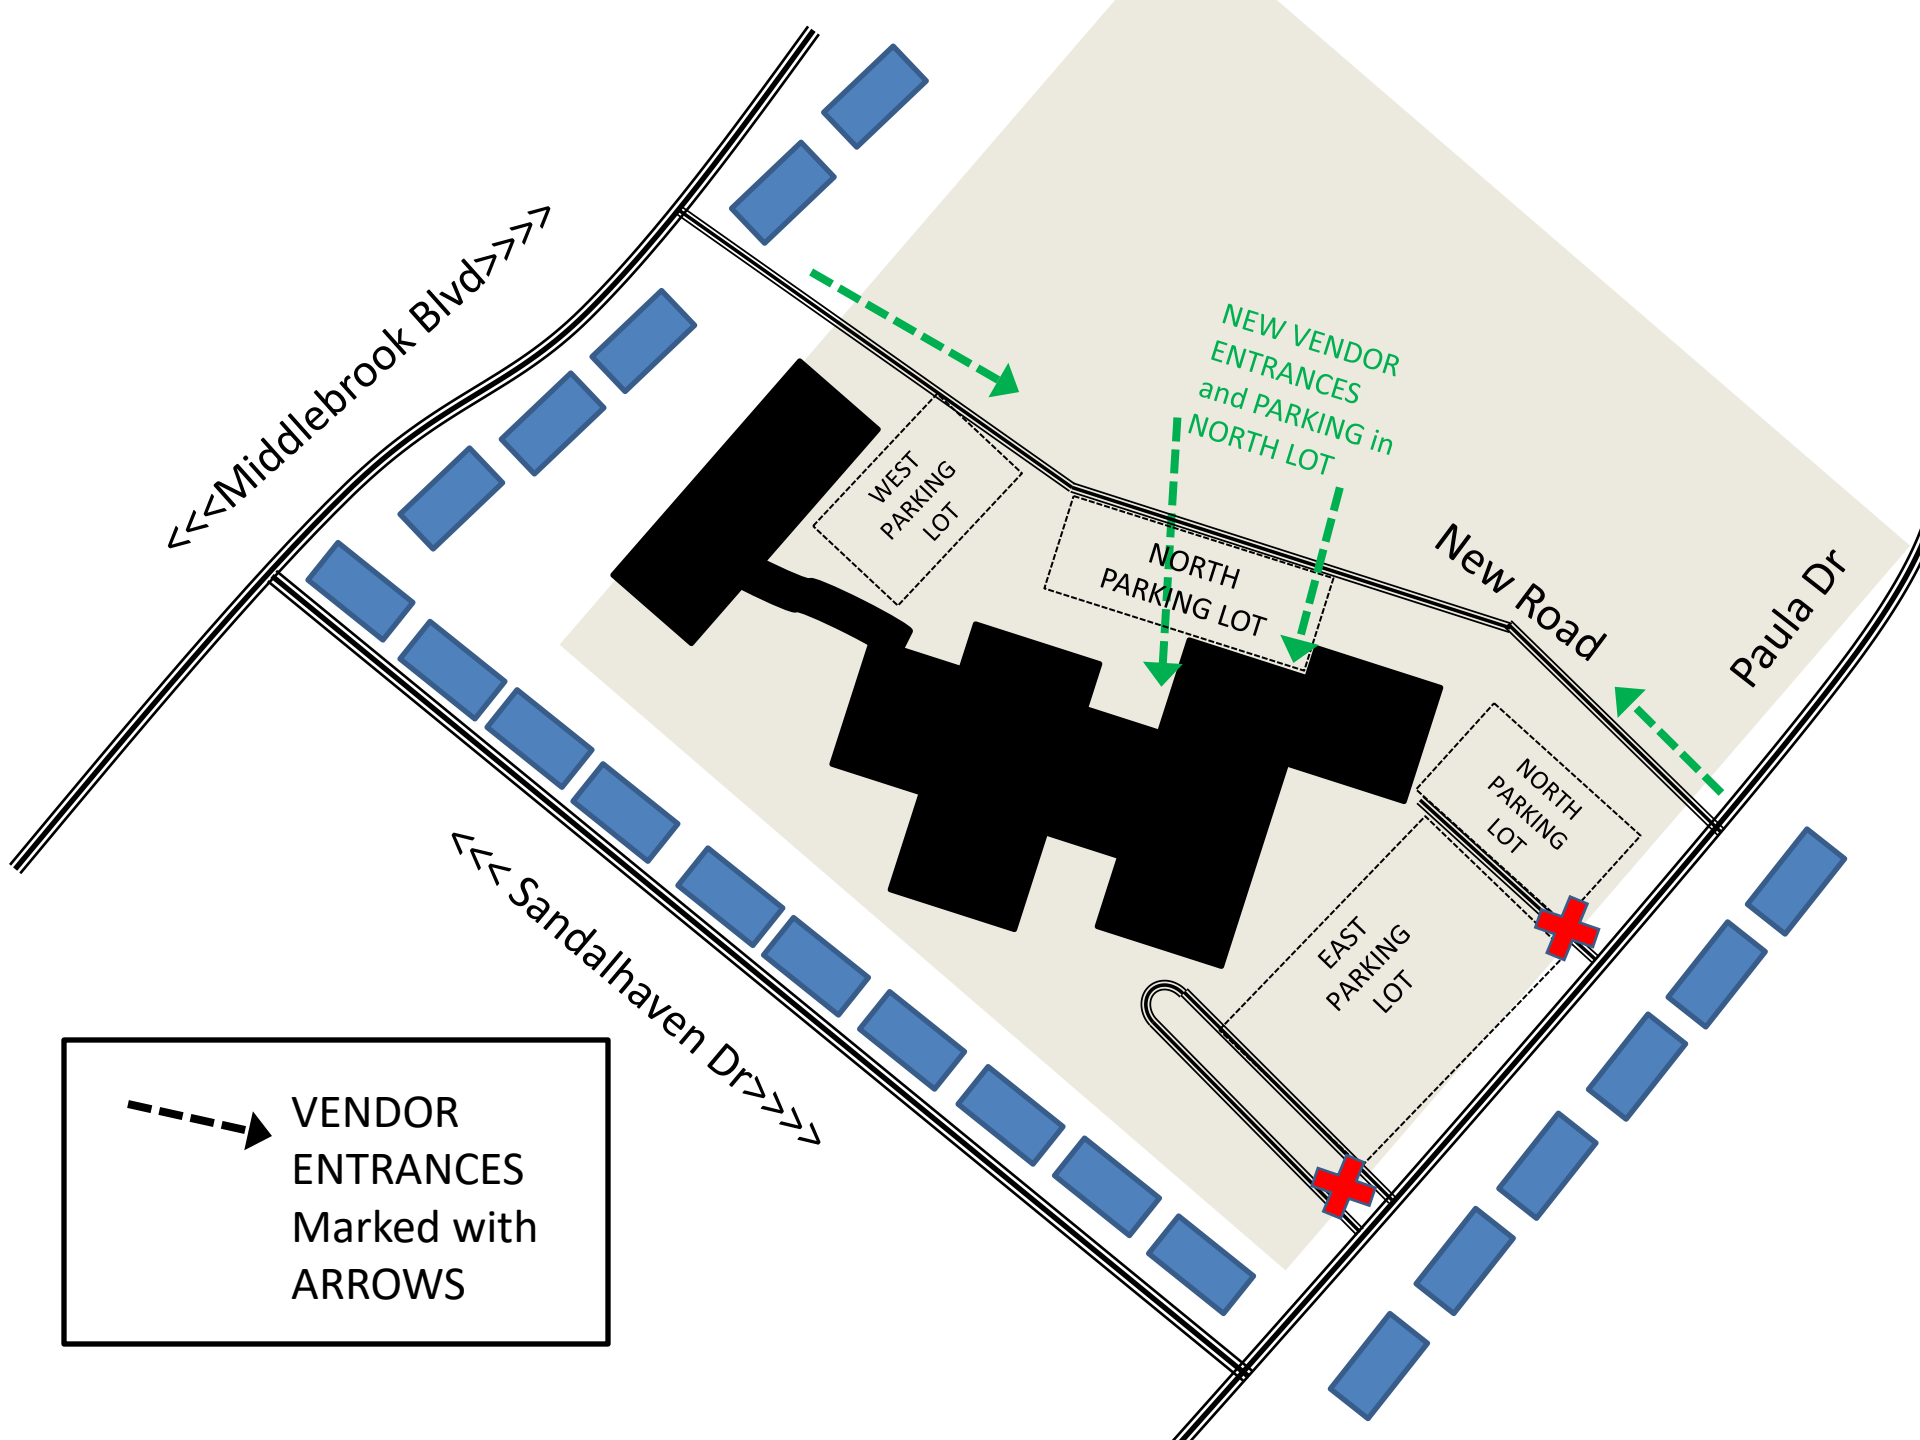 <<<Middlebrook Blvd>>>>
NEW VENDOR
ENTRANCES
and PARKING in
NORTH LOT
WEST
PARKING
LOT
NORTH
PARKING LOT
New Road
Paula Dr
NORTH
PARKING
LOT
EAST
PARKING
LOT
<<< Sandalhaven Dr>>>>
VENDOR
ENTRANCES
Marked with
ARROWS